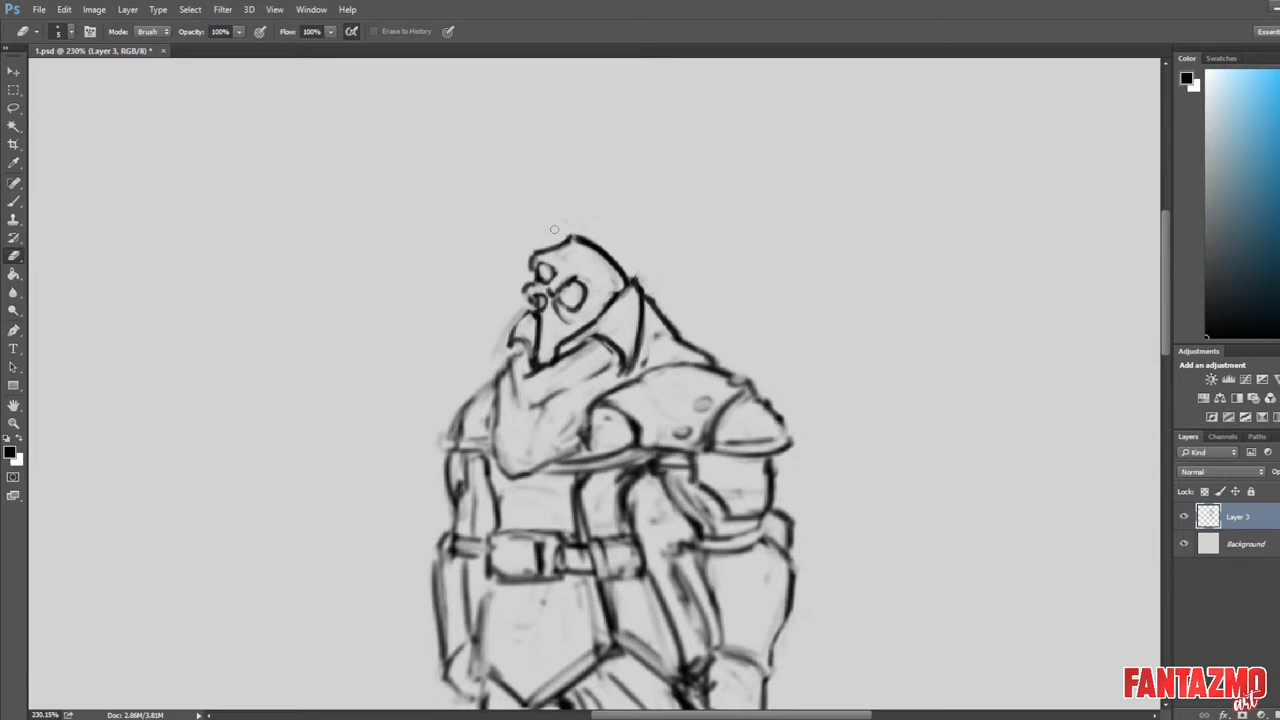 Ps File Edit Image Layer Type Select Filter 3D View Window Help
5 Mode: Brush Opacity: 100% Flow: 100% Erase to History
1.psd @ 230% (Layer 3, RGB/8) * ×
Color Swatches
Adjustments
Add an adjustment
Layers Channels Paths
Kind
Normal
Lock:
Layer 3
Background
FANTAZMO
art
230.15% Doc: 2.86M/3.81M